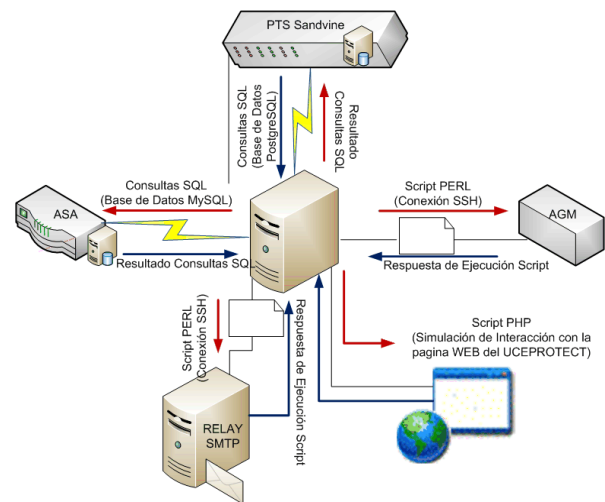 PTS Sandvine
Consultas SQL
(Base de Datos
PostgreSQL)
Resultado
Consultas SQL
Consultas SQL
(Base de Datos MySQL)
ASA
Resultado Consultas SQL
Script PERL
(Conexión SSH)
AGM
Respuesta de Ejecución Script
Script PERL
(Conexión SSH)
Respuesta de
Ejecución Script
Script PHP
(Simulación de Interacción con la
pagina WEB del UCEPROTECT)
RELAY
SMTP